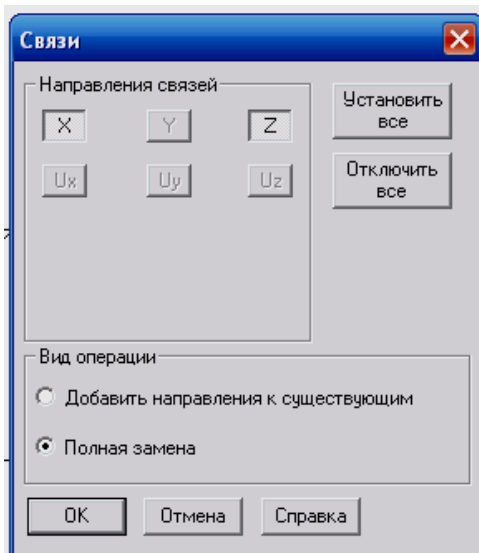 Связи
Направления связей
X Y Z
Ux Uy Uz
Установить
все
Отключить
все
Вид операции
Добавить направления к существующим
Полная замена
OK Отмена Справка